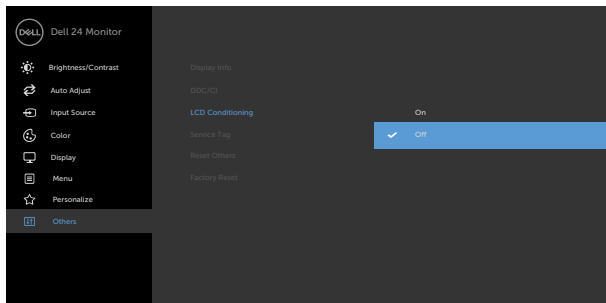 DELL Dell 24 Monitor
Brightness/Contrast
Auto Adjust
Input Source
Color
Display
Menu
Personalize
Others
Display Info
DDC/CI
LCD Conditioning
Service Tag
Reset Others
Factory Reset
On
Off